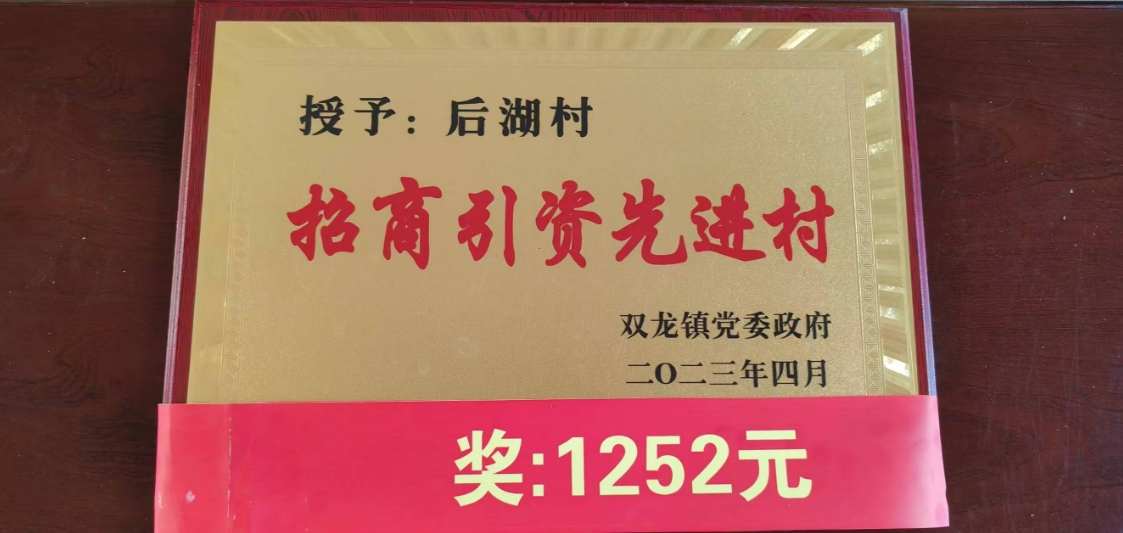 授予：后湖村
招商引资先进村
双龙镇党委政府
二〇二三年四月
奖:1252元